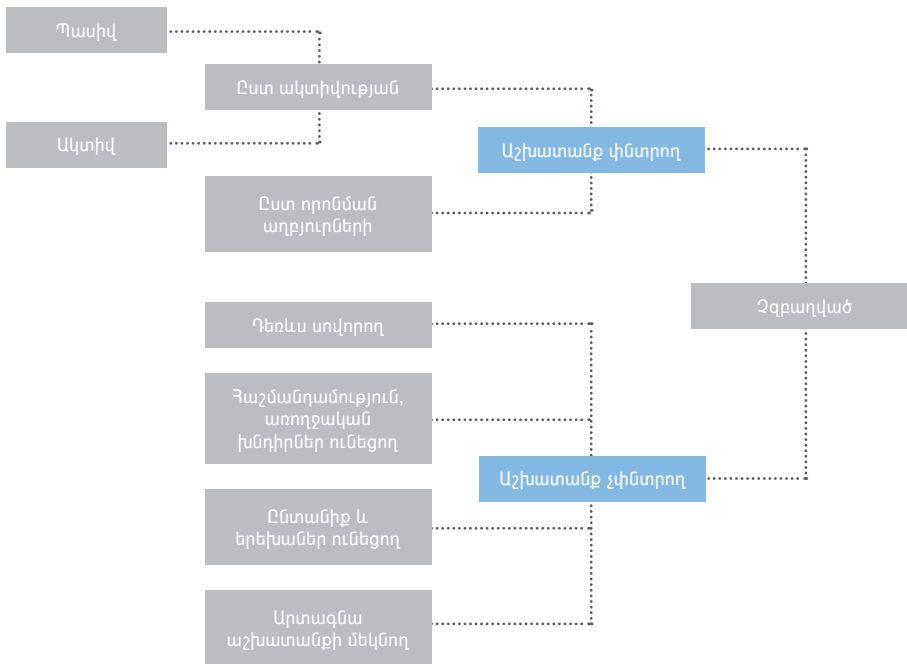 Պասիվ
Ըստ ակտիվության
Ակտիվ
Աշխատանք փնտրող
Ըստ որոնման
աղբյուրների
Չզբաղված
Դեռևս սովորող
Հաշմանդամություն,
առողջական
խնդիրներ ունեցող
Աշխատանք չփնտրող
Ընտանիք և
երեխաներ ունեցող
Արտագնա
աշխատանքի մեկնող